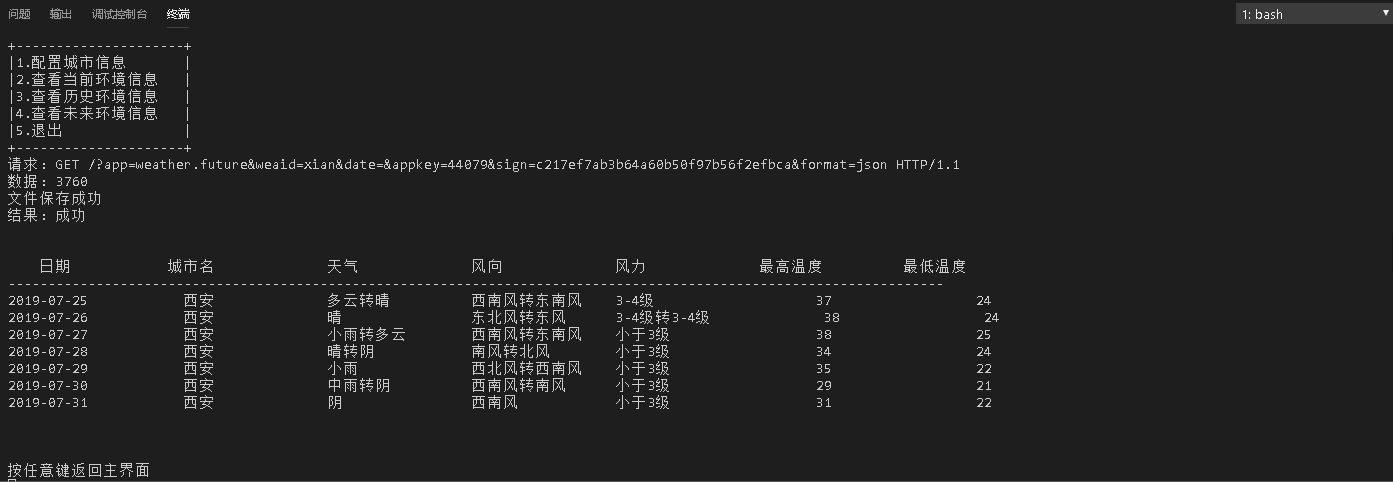 问题 输出 调试控制台 终端 1: bash
+---------------------+
|1.配置城市信息 |
|2.查看当前环境信息 |
|3.查看历史环境信息 |
|4.查看未来环境信息 |
|5.退出 |
+---------------------+
请求: GET /?app=weather.future&weaid=xian&date=&appkey=44079&sign=c217ef7ab3b64a60b50f97b56f2efbca&format=json HTTP/1.1
数据: 3760
文件保存成功
结果: 成功
日期 城市名 天气 风向 风力 最高温度 最低温度
---------------------------------------------------------------------------------------------------------------------
2019-07-25 西安 多云转晴 西南风转东南风 3-4级 37 24
2019-07-26 西安 晴 东北风转东风 3-4级转3-4级 38 24
2019-07-27 西安 小雨转多云 西南风转东南风 小于3级 38 25
2019-07-28 西安 晴转阴 南风转北风 小于3级 34 24
2019-07-29 西安 小雨 西北风转西南风 小于3级 35 22
2019-07-30 西安 中雨转阴 西南风转南风 小于3级 29 21
2019-07-31 西安 阴 西南风 小于3级 31 22
按任意键返回主界面